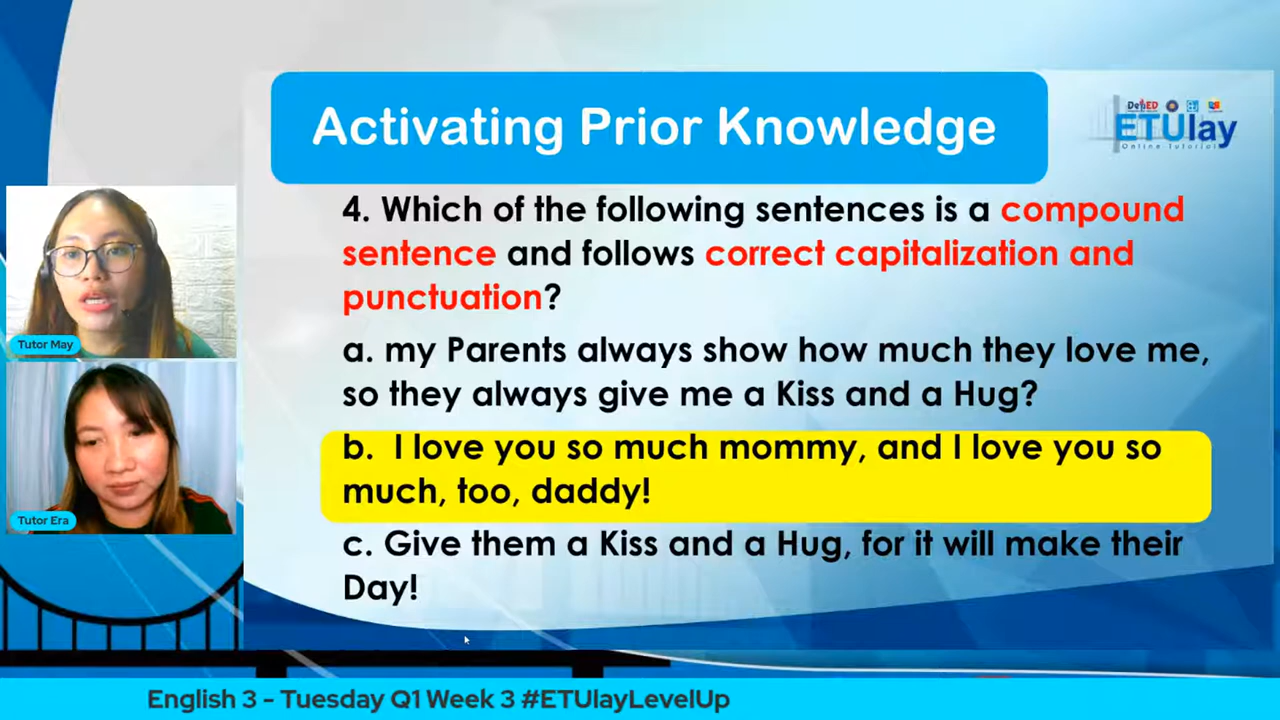 Activating Prior Knowledge
DepED
ETUlay
Online Tutorial
4. Which of the following sentences is a compound
sentence and follows correct capitalization and
punctuation?
a. my Parents always show how much they love me,
so they always give me a Kiss and a Hug?
b. I love you so much mommy, and I love you so
much, too, daddy!
c. Give them a Kiss and a Hug, for it will make their
Day!
Tutor May
Tutor Era
English 3 - Tuesday Q1 Week 3 #ETUlayLevelUp